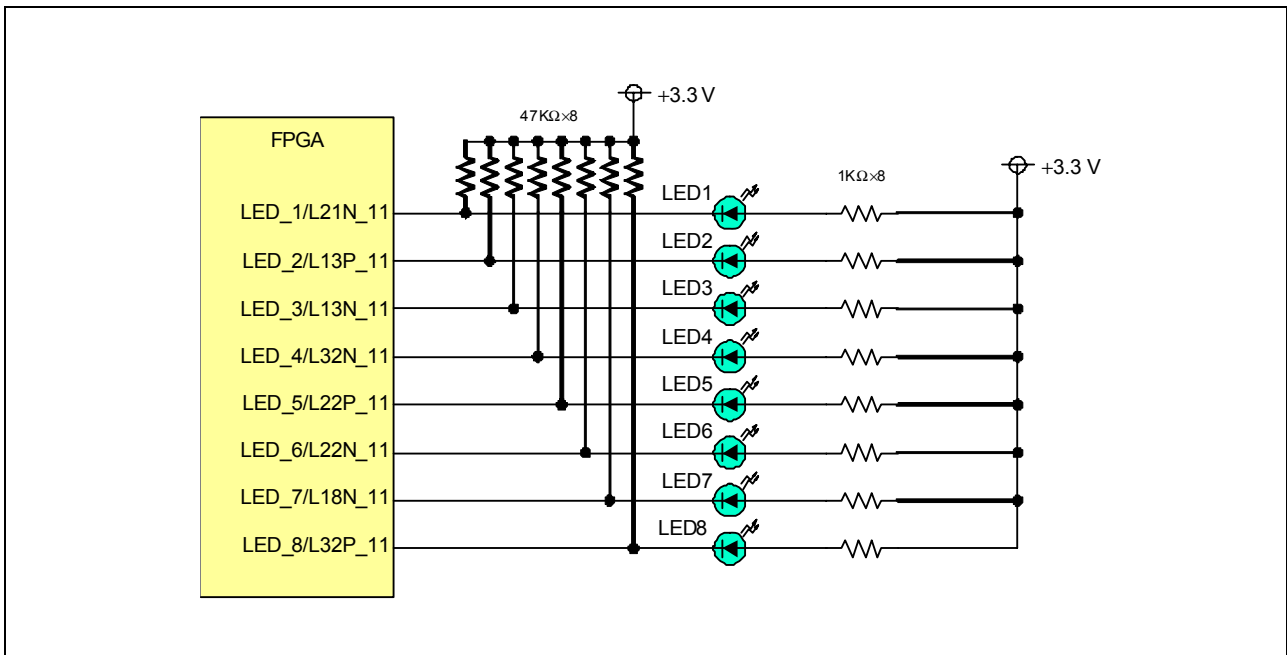 +3.3 V
47KΩ×8
FPGA
+3.3 V
1KΩ×8
LED_1/L21N_11
LED1
LED_2/L13P_11
LED2
LED_3/L13N_11
LED3
LED_4/L32N_11
LED4
LED_5/L22P_11
LED5
LED_6/L22N_11
LED6
LED_7/L18N_11
LED7
LED_8/L32P_11
LED8